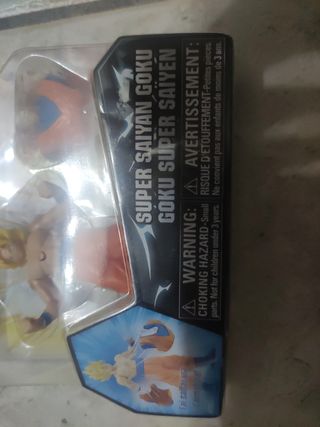 SUPER SAIYAN GOKU
GOKU SUPER SAÏYEN
WARNING:
CHOKING HAZARD-Small
parts. Not for children under 3 years.
AVERTISSEMENT:
RISQUE D'ÉTOUFFEMENT-Petites pièces.
Ne convient pas aux enfants de moins de 3 ans.